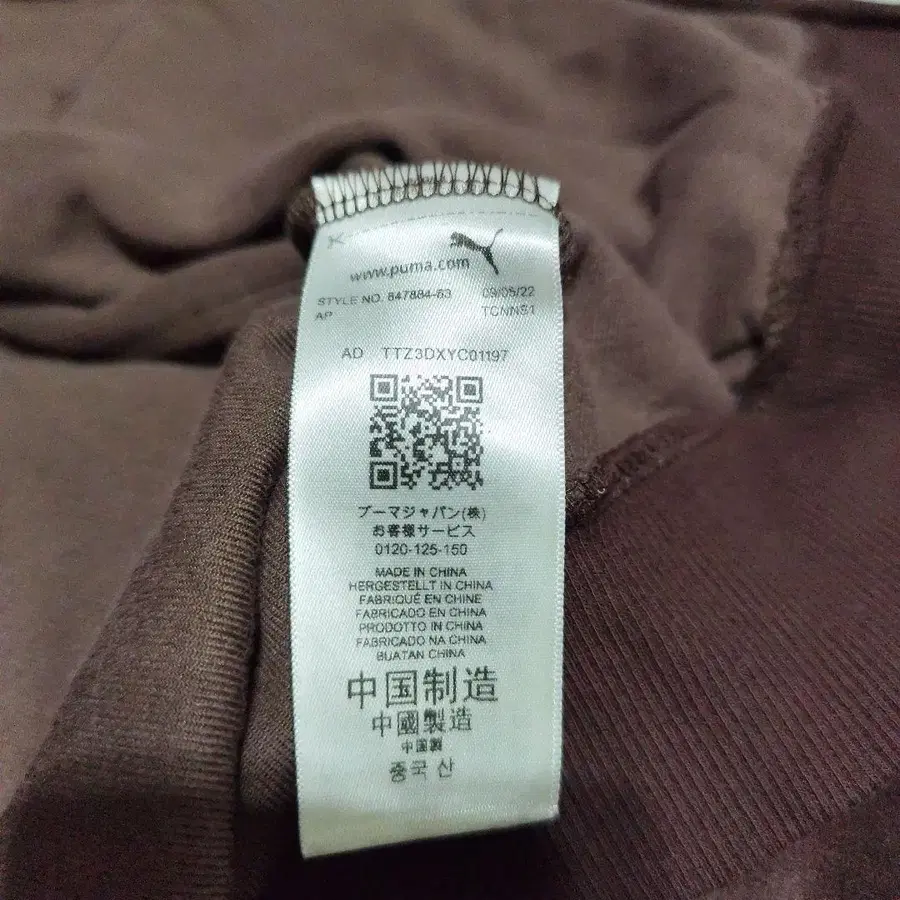 www.puma.com
STYLE NO. 847884-63 09/05/22
AP TCNNS1
AD TTZ3DXYC01197
プーマジャパン(株)
お客様サービス
0120-125-150
MADE IN CHINA
HERGESTELLT IN CHINA
FABRIQUÉ EN CHINE
FABRICADO EN CHINA
PRODOTTO IN CHINA
FABRICADO NA CHINA
BUATAN CHINA
中国制造
中國製造
中国製
중국 산